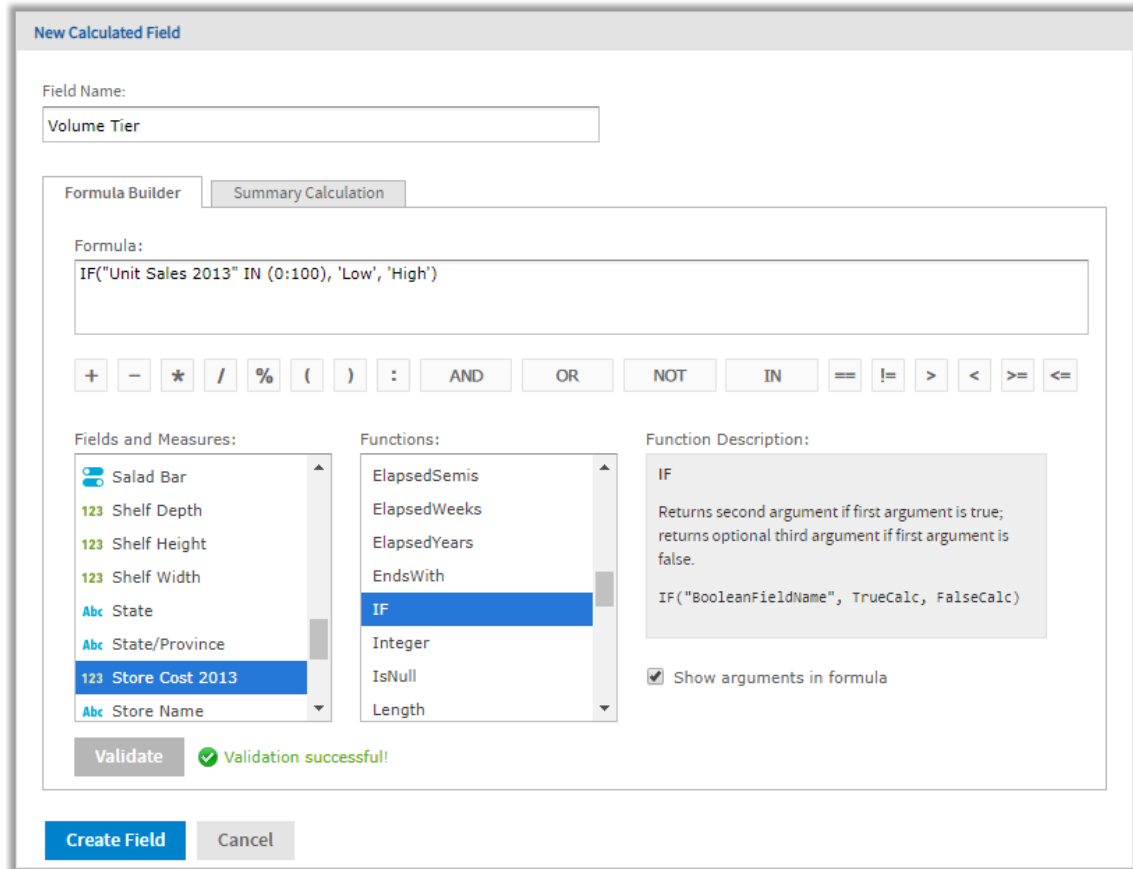 New Calculated Field
Field Name:
Volume Tier
Formula Builder
Summary Calculation
Formula:
IF("Unit Sales 2013" IN (0:100), 'Low', 'High')
+ − * / % ( ) : AND OR NOT IN == != > < >= <=
Fields and Measures:
Salad Bar
123 Shelf Depth
123 Shelf Height
123 Shelf Width
Abc State
Abc State/Province
123 Store Cost 2013
Abc Store Name
Functions:
ElapsedSemis
ElapsedWeeks
ElapsedYears
EndsWith
IF
Integer
IsNull
Length
Function Description:
IF
Returns second argument if first argument is true;
returns optional third argument if first argument is
false.
IF("BooleanFieldName", TrueCalc, FalseCalc)
Show arguments in formula
Validate
Validation successful!
Create Field
Cancel